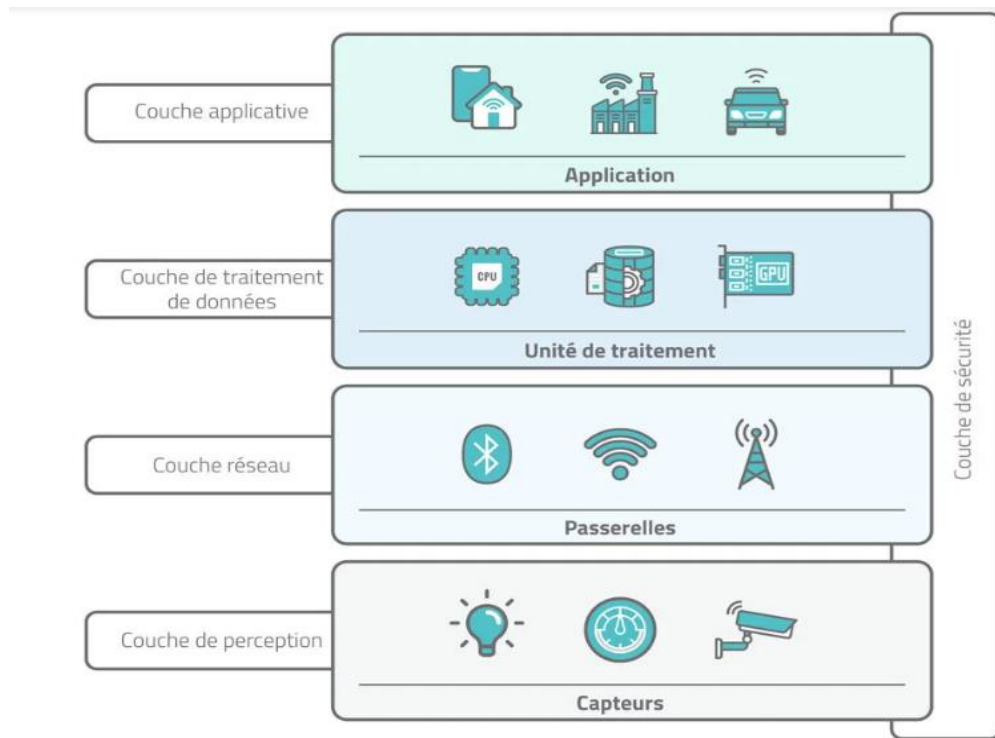 Couche applicative
Application
Couche de traitement
de données
CPU
GPU
Unité de traitement
Couche réseau
Passerelles
Couche de perception
Capteurs
Couche de sécurité